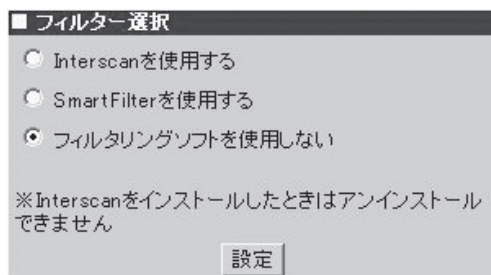 ■ フィルター選択
Interscanを使用する
SmartFilterを使用する
フィルタリングソフトを使用しない
※Interscanをインストールしたときはアンインストール
できません
設定